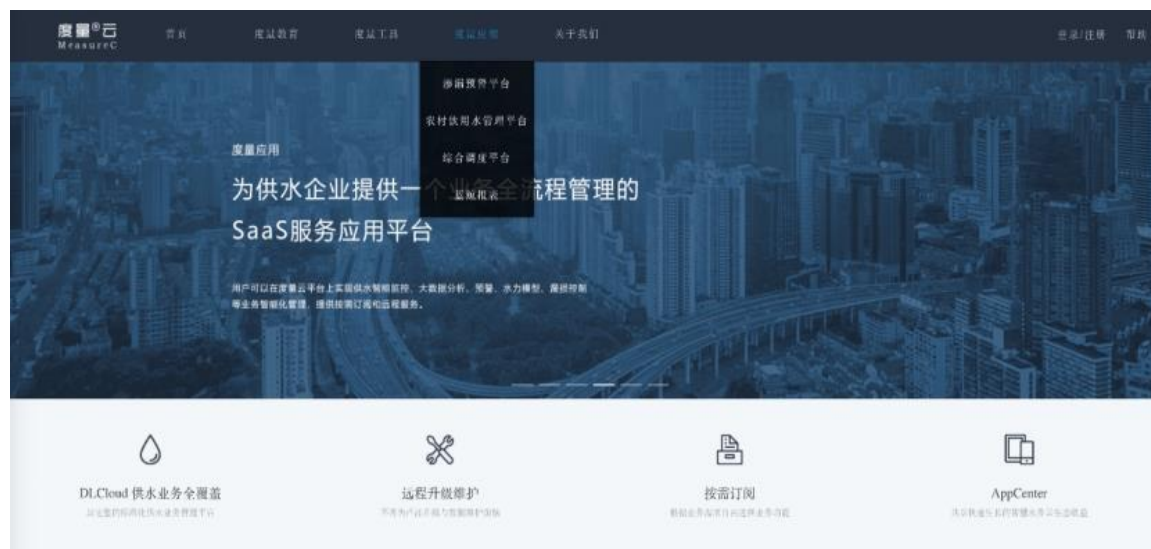 度量®云
MeasureC
首页
度量教育
度量工具
度量应用
关于我们
登录/注册
帮助
渗漏预警平台
农村饮用水管理平台
综合调度平台
度量应用
为供水企业提供一个业务全流程管理的
SaaS服务应用平台
用户可以在度量云平台上实现供水智能监控、大数据分析、预警、水力模型、漏损控制
等业务智能化管理，提供按需订阅和远程服务。
DLCloud 供水业务全覆盖
远程升级维护
按需订阅
AppCenter